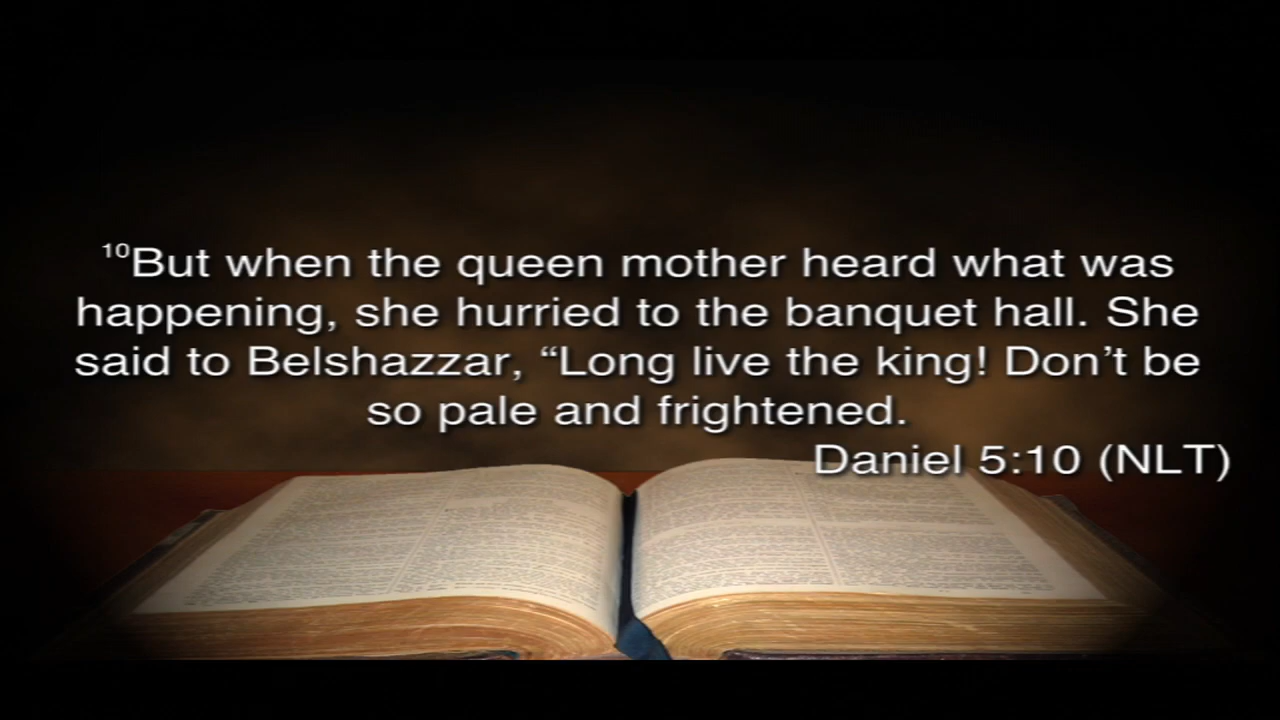 ¹⁰But when the queen mother heard what was
happening, she hurried to the banquet hall. She
said to Belshazzar, “Long live the king! Don’t be
so pale and frightened.
Daniel 5:10 (NLT)